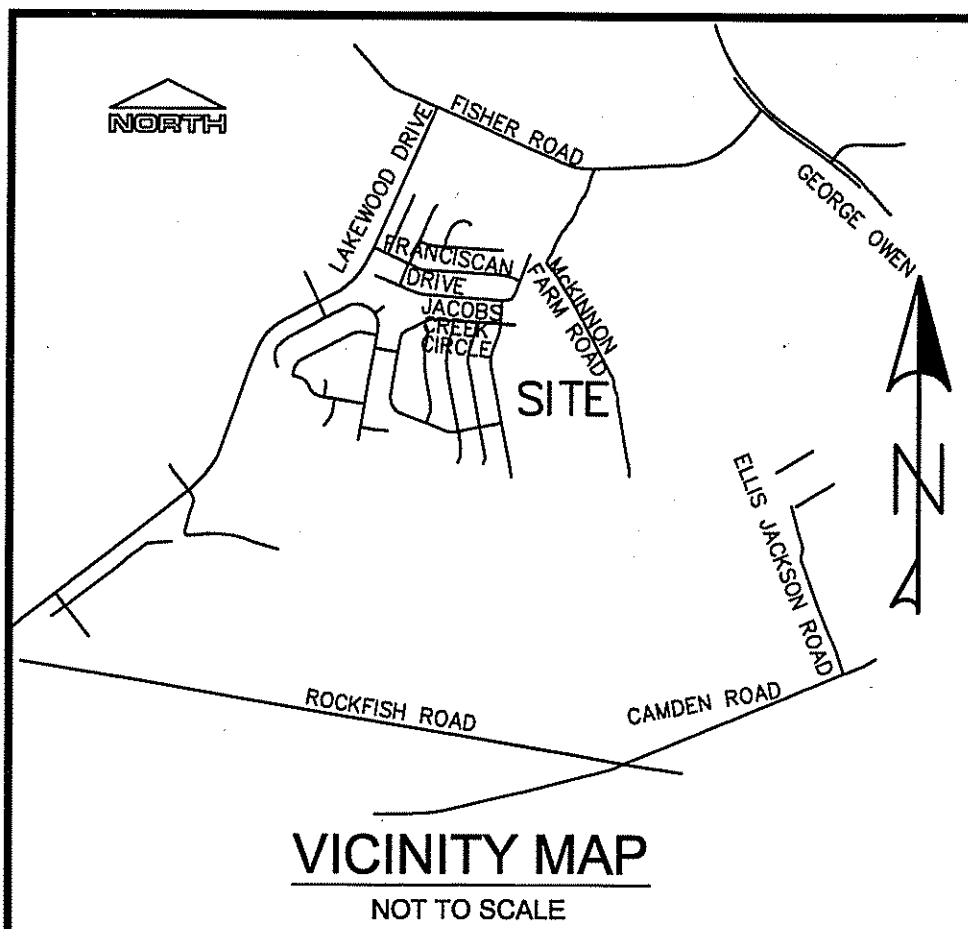 NORTH
FISHER ROAD
LAKEWOOD DRIVE
GEORGE OWEN
FRANCISCAN
DRIVE
McKINNON
FARM ROAD
JACOBS
CREEK
CIRCLE
SITE
N
ELLIS JACKSON ROAD
ROCKFISH ROAD
CAMDEN ROAD
VICINITY MAP
NOT TO SCALE